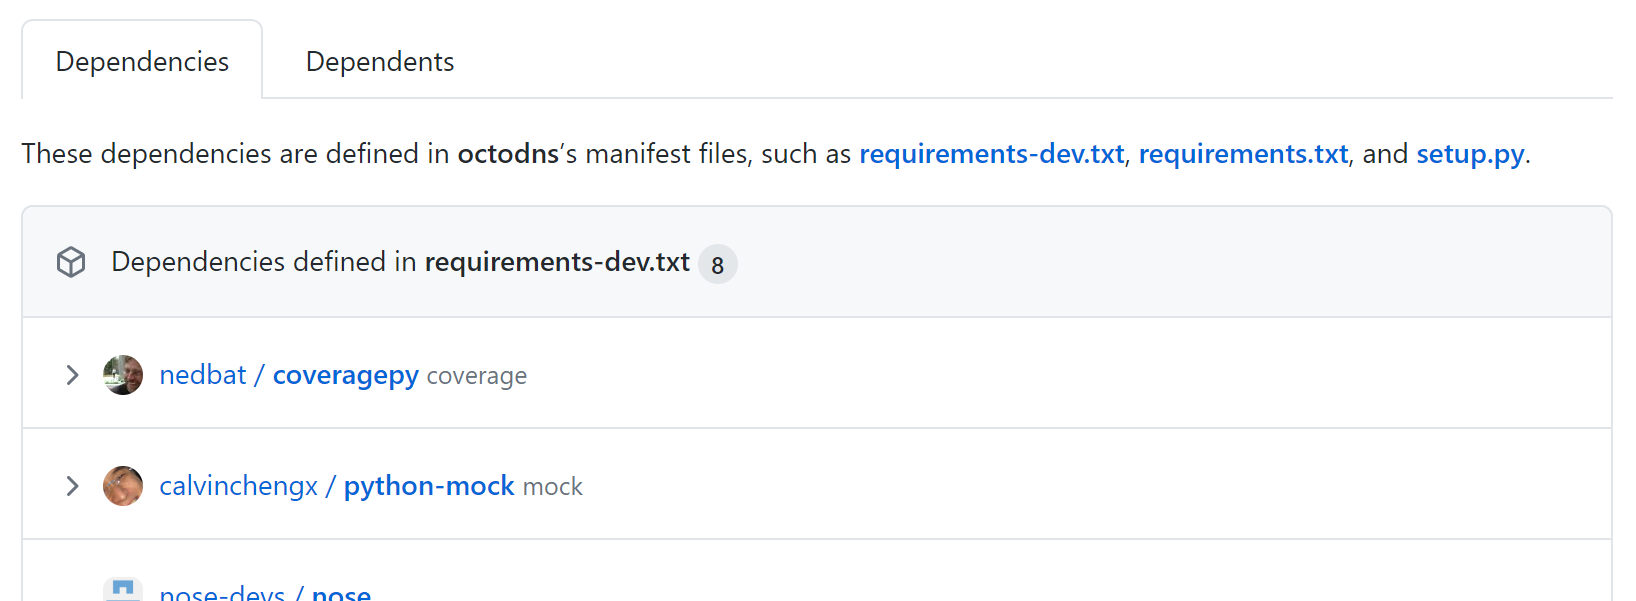 Dependencies Dependents
These dependencies are defined in octodns’s manifest files, such as requirements-dev.txt, requirements.txt, and setup.py.
Dependencies defined in requirements-dev.txt 8
nedbat / coveragepy coverage
calvinchengx / python-mock mock
nose-devs / nose